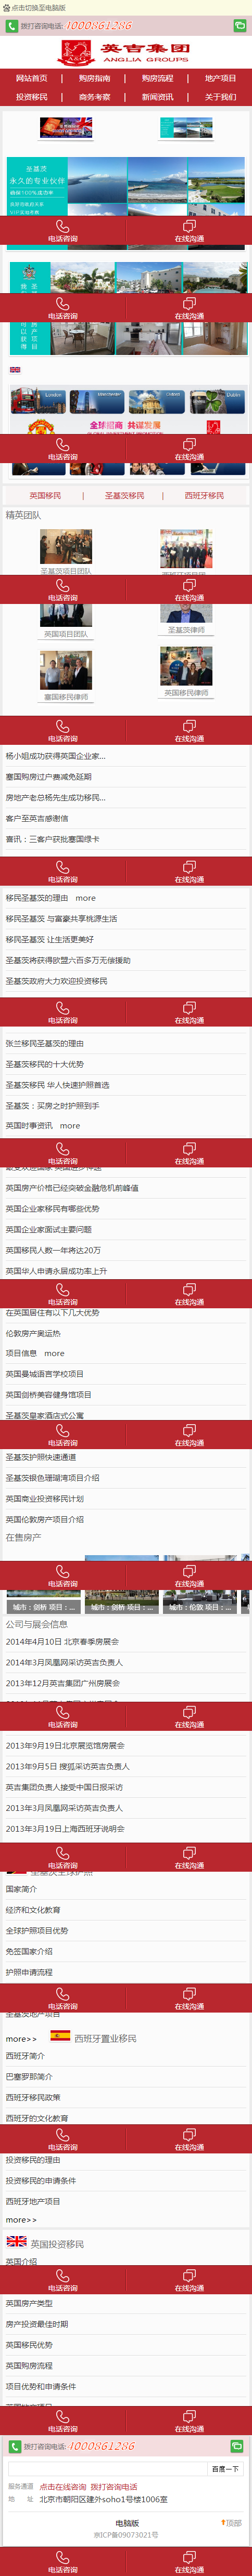 点击切换至电脑版
拨打咨询电话: 4000861286
英吉集团
ANGLIA GROUPS
网站首页 | 购房指南 | 购房流程 | 地产项目
投资移民 | 商务考察 | 新闻资讯 | 关于我们
圣基茨
永久的专业伙伴
电话咨询 在线沟通
电话咨询 在线沟通
London Manchester Oxford Dublin
全球招商 共谋发展
电话咨询 在线沟通
英国移民 | 圣基茨移民 | 西班牙移民
精英团队
圣基茨项目团队
电话咨询 在线沟通
英国项目团队 圣基茨律师
塞国移民律师 英国移民律师
电话咨询 在线沟通
杨小姐成功获得英国企业家...
塞国购房过户费减免延期
房地产老总杨先生成功移民...
客户至英吉感谢信
喜讯：三客户获批塞国绿卡
电话咨询 在线沟通
移民圣基茨的理由 more
移民圣基茨 与富豪共享桃源生活
移民圣基茨 让生活更美好
圣基茨将获得欧盟六百多万无偿援助
圣基茨政府大力欢迎投资移民
电话咨询 在线沟通
张兰移民圣基茨的理由
圣基茨移民的十大优势
圣基茨移民 华人快速护照首选
圣基茨：买房之时护照到手
英国时事资讯 more
电话咨询 在线沟通
英国房产价格已经突破金融危机前峰值
英国企业家移民有哪些优势
英国企业家面试主要问题
英国移民人数一年将达20万
英国华人申请永居成功率上升
电话咨询 在线沟通
在英国居住有以下几大优势
伦敦房产奥运热
项目信息 more
英国曼城语言学校项目
英国剑桥美容健身馆项目
圣基茨皇家酒店式公寓
电话咨询 在线沟通
圣基茨护照快速通道
圣基茨银色珊瑚湾项目介绍
英国商业投资移民计划
英国伦敦房产项目介绍
在售房产
电话咨询 在线沟通
城市：剑桥 项目：... 城市：剑桥 项目：... 城市：伦敦 项目：...
公司与展会信息
2014年4月10日 北京春季房展会
2014年3月凤凰网采访英吉负责人
2013年12月英吉集团广州房展会
电话咨询 在线沟通
2013年9月19日北京展览馆房展会
2013年9月5日 搜狐采访英吉负责人
英吉集团负责人接受中国日报采访
2013年3月凤凰网采访英吉负责人
2013年3月19日上海西班牙说明会
电话咨询 在线沟通
圣基茨全球护照
国家简介
经济和文化教育
全球护照项目优势
免签国家介绍
护照申请流程
电话咨询 在线沟通
圣基茨地产项目
more>> 西班牙置业移民
西班牙简介
巴塞罗那简介
西班牙移民政策
西班牙的文化教育
电话咨询 在线沟通
投资移民的理由
投资移民的申请条件
西班牙地产项目
more>>
英国投资移民
英国介绍
电话咨询 在线沟通
英国房产类型
房产投资最佳时期
英国移民优势
英国购房流程
项目优势和申请条件
电话咨询 在线沟通
拨打咨询电话: 4000861286
百度一下
服务通道 点击在线咨询 拨打咨询电话
地 址 北京市朝阳区建外soho1号楼1006室
电脑版 顶部
京ICP备09073021号
电话咨询 在线沟通